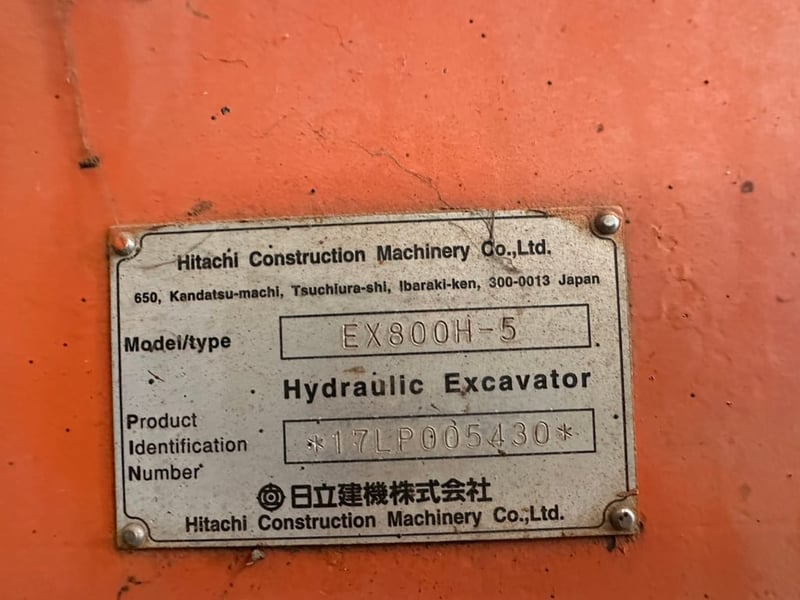 Hitachi Construction Machinery Co.,Ltd.
650, Kandatsu-machi, Tsuchiura-shi, Ibaraki-ken, 300-0013 Japan
Model/type EX800H-5
Hydraulic Excavator
Product
Identification
Number
*17LP005430*
日立建機株式会社
Hitachi Construction Machinery Co.,Ltd.